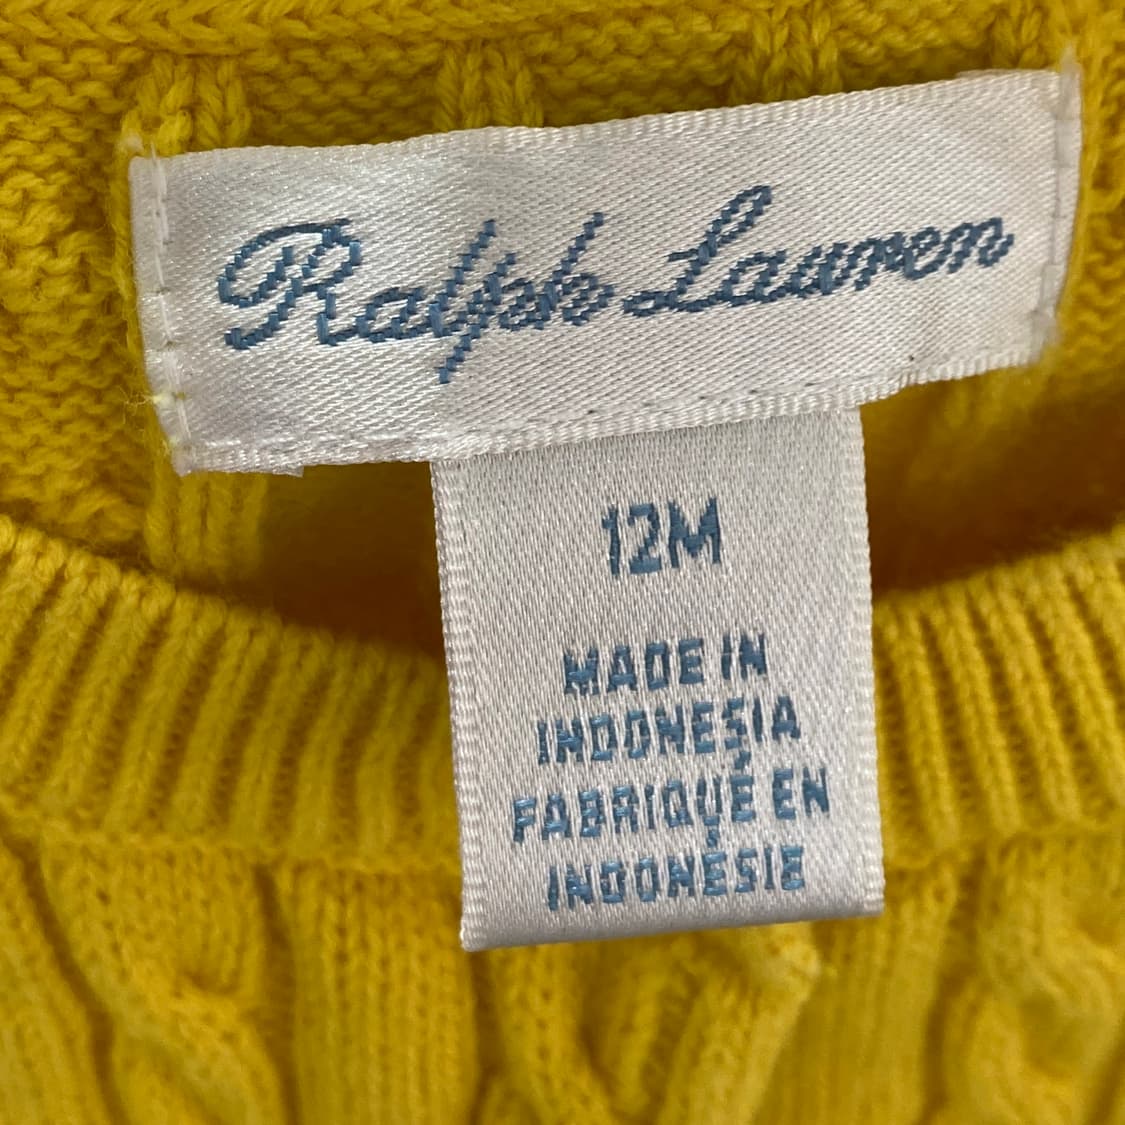 Ralph Lauren
12M
MADE IN
INDONESIA
FABRIQUÉ EN
INDONÉSIE